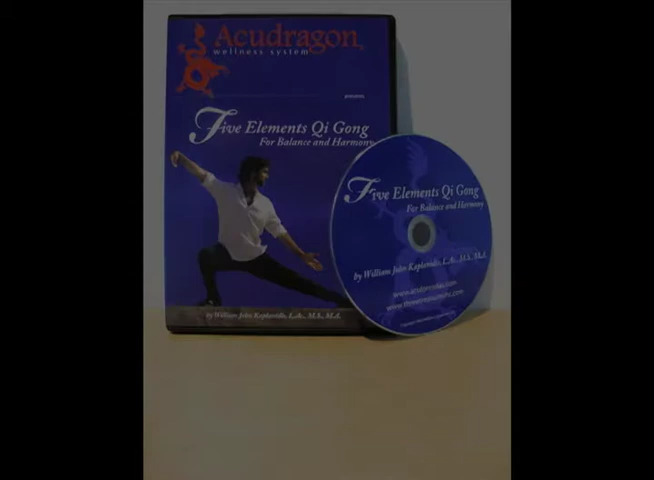 Acudragon
wellness system
presents
Five Elements Qi Gong
For Balance and Harmony
by William John Kaplanidis, L.Ac., M.S., M.A.
Five Elements Qi Gong
For Balance and Harmony
by William John Kaplanidis, L.Ac., M.S., M.A.